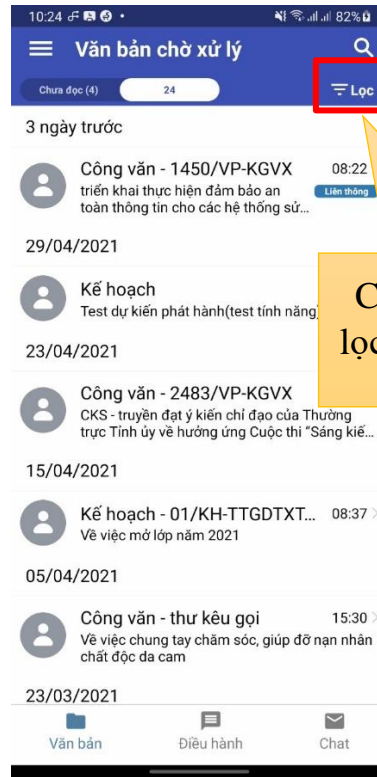 10:24 82%
Văn bản chờ xử lý
Chưa đọc (4) 24 Lọc
3 ngày trước
Công văn - 1450/VP-KGVX 08:22
triển khai thực hiện đảm bảo an Liên thông
toàn thông tin cho các hệ thống sử...
29/04/2021
Kế hoạch
Test dự kiến phát hành(test tính năng)
C
lọc
23/04/2021
Công văn - 2483/VP-KGVX
CKS - truyền đạt ý kiến chỉ đạo của Thường
trực Tỉnh ủy về hưởng ứng Cuộc thi “Sáng kiế...
15/04/2021
Kế hoạch - 01/KH-TTGDTXT... 08:37
Về việc mở lớp năm 2021
05/04/2021
Công văn - thư kêu gọi 15:30
Về việc chung tay chăm sóc, giúp đỡ nạn nhân
chất độc da cam
23/03/2021
Văn bản Điều hành Chat